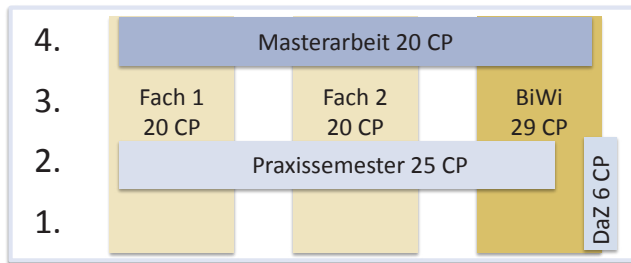 4.
Masterarbeit 20 CP
3.
Fach 1
20 CP
Fach 2
20 CP
BiWi
29 CP
2.
Praxissemester 25 CP
DaZ 6 CP
1.